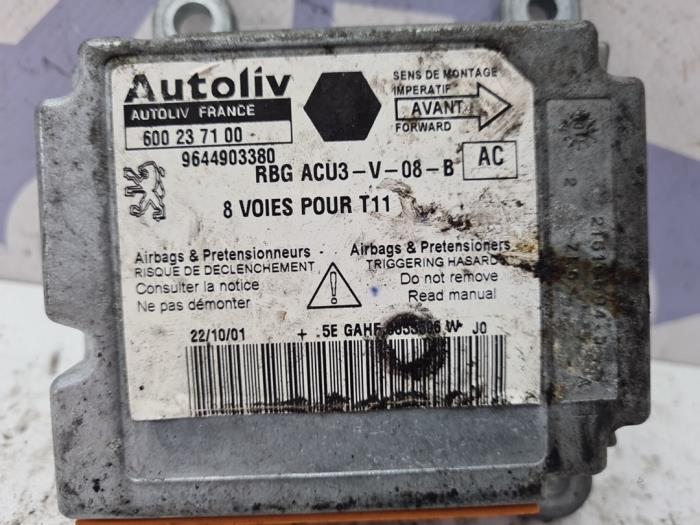 Autoliv
AUTOLIV FRANCE
600 23 71 00
9644903380
SENS DE MONTAGE
IMPERATIF
AVANT
FORWARD
RBG ACU3-V-08-B
AC
8 VOIES POUR T11
Airbags & Pretensionneurs
RISQUE DE DECLENCHEMENT
Consulter la notice
Ne pas démonter
Airbags & Pretensioners
TRIGGERING HASARD
Do not remove
Read manual
22/10/01
+ .5E GAHF W J0